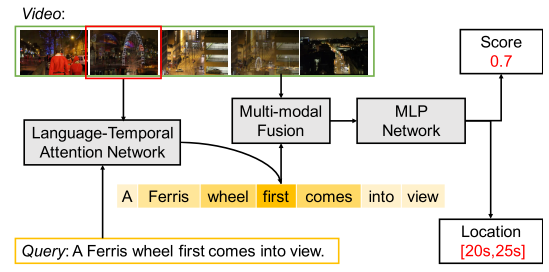 Video:
Score
0.7
Language-Temporal
Attention Network
Multi-modal
Fusion
MLP
Network
A Ferris wheel first comes into view
Query: A Ferris wheel first comes into view.
Location
[20s,25s]